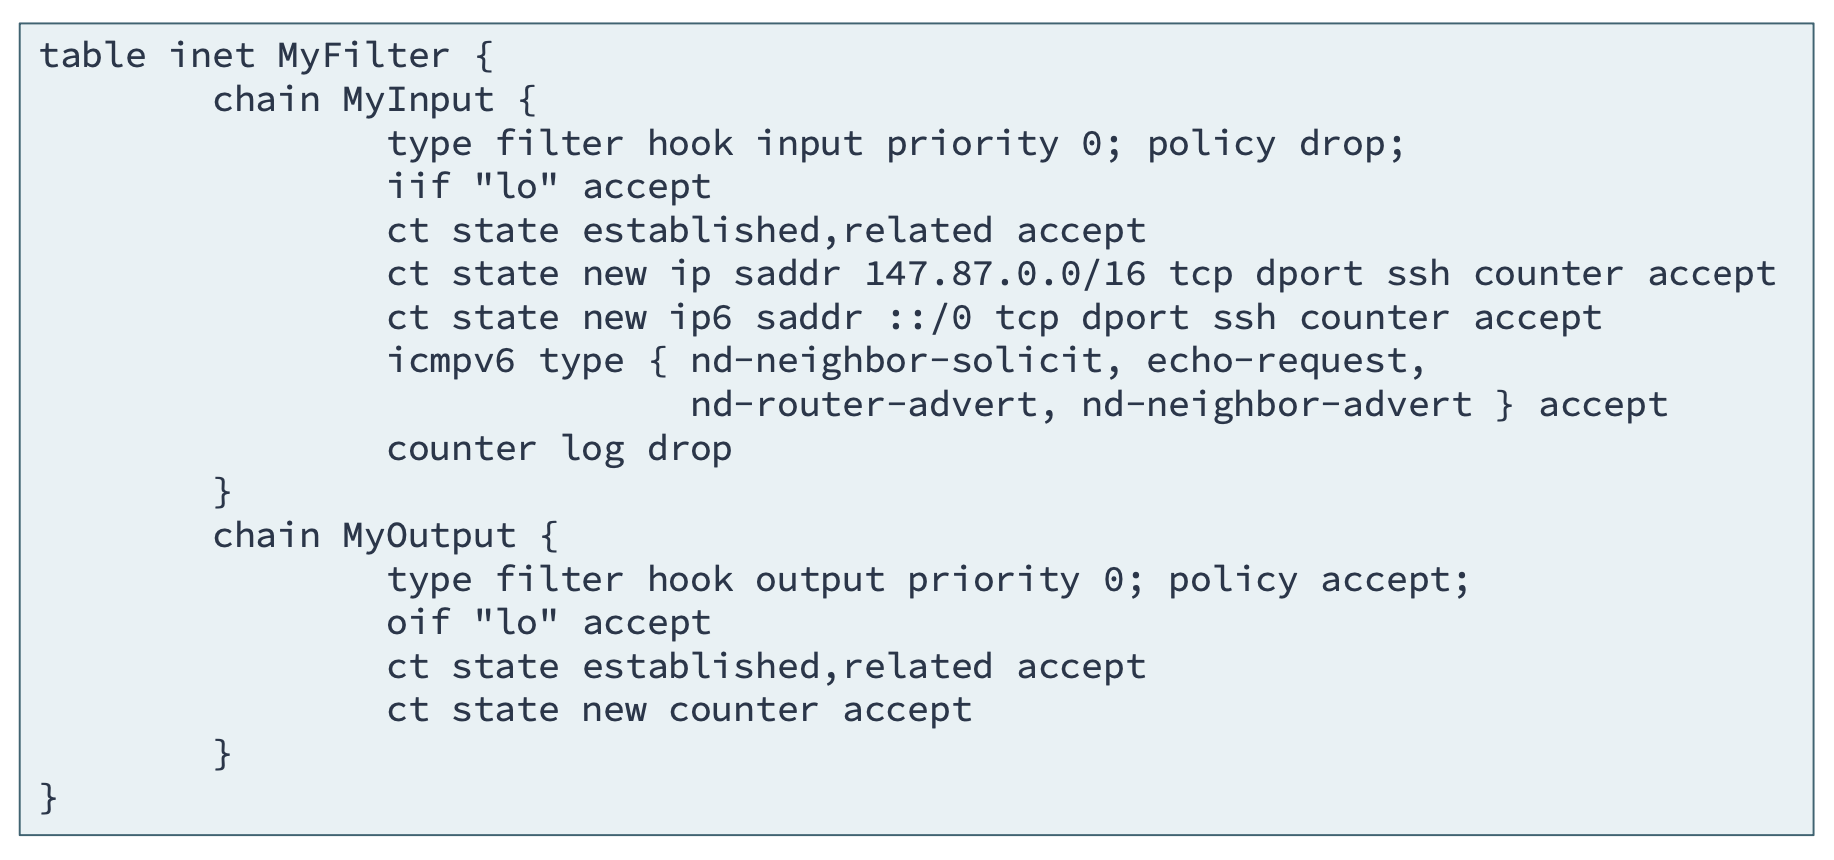 table inet MyFilter {
        chain MyInput {
                type filter hook input priority 0; policy drop;
                iif "lo" accept
                ct state established,related accept
                ct state new ip saddr 147.87.0.0/16 tcp dport ssh counter accept
                ct state new ip6 saddr ::/0 tcp dport ssh counter accept
                icmpv6 type { nd-neighbor-solicit, echo-request,
                            nd-router-advert, nd-neighbor-advert } accept
                counter log drop
        }
        chain MyOutput {
                type filter hook output priority 0; policy accept;
                oif "lo" accept
                ct state established,related accept
                ct state new counter accept
        }
}